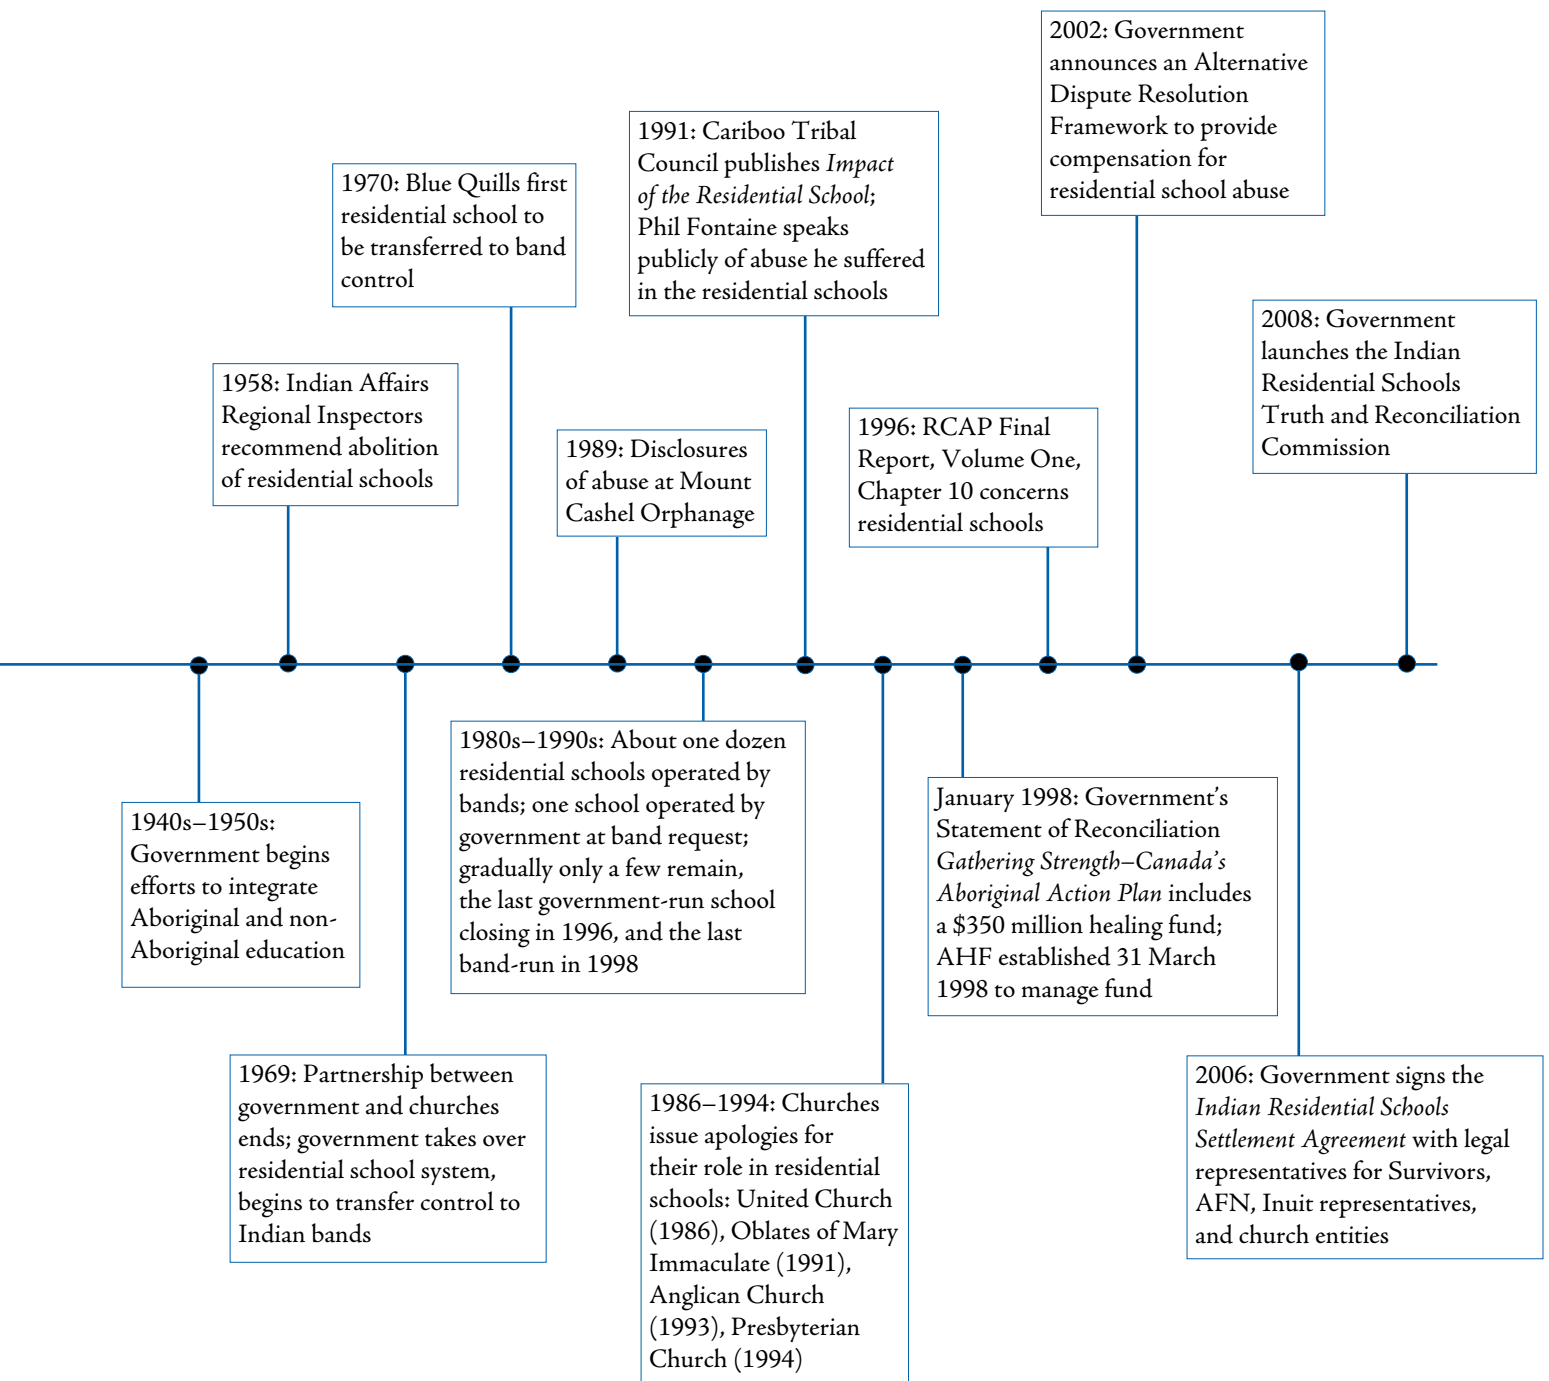 2002: Government
announces an Alternative
Dispute Resolution
Framework to provide
compensation for
residential school abuse
1991: Cariboo Tribal
Council publishes Impact
of the Residential School;
Phil Fontaine speaks
publicly of abuse he suffered
in the residential schools
1970: Blue Quills first
residential school to
be transferred to band
control
2008: Government
launches the Indian
Residential Schools
Truth and Reconciliation
Commission
1958: Indian Affairs
Regional Inspectors
recommend abolition
of residential schools
1996: RCAP Final
Report, Volume One,
Chapter 10 concerns
residential schools
1989: Disclosures
of abuse at Mount
Cashel Orphanage
1980s–1990s: About one dozen
residential schools operated by
bands; one school operated by
government at band request;
gradually only a few remain,
the last government-run school
closing in 1996, and the last
band-run in 1998
January 1998: Government’s
Statement of Reconciliation
Gathering Strength–Canada’s
Aboriginal Action Plan includes
a $350 million healing fund;
AHF established 31 March
1998 to manage fund
1940s–1950s:
Government begins
efforts to integrate
Aboriginal and non-
Aboriginal education
1969: Partnership between
government and churches
ends; government takes over
residential school system,
begins to transfer control to
Indian bands
2006: Government signs the
Indian Residential Schools
Settlement Agreement with legal
representatives for Survivors,
AFN, Inuit representatives,
and church entities
1986–1994: Churches
issue apologies for
their role in residential
schools: United Church
(1986), Oblates of Mary
Immaculate (1991),
Anglican Church
(1993), Presbyterian
Church (1994)